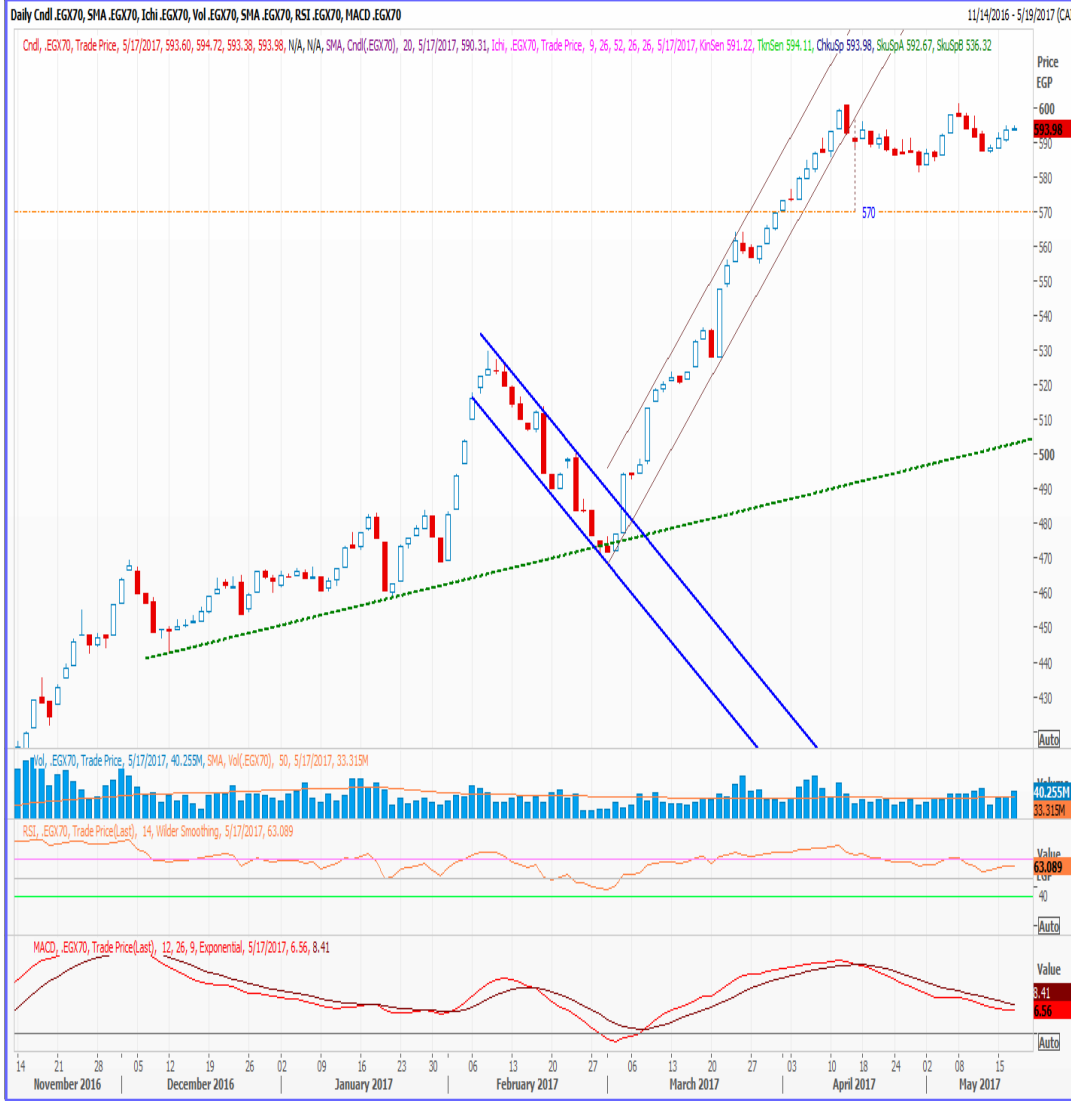 Daily Cndl .EGX70, SMA .EGX70, Ichi .EGX70, Vol .EGX70, SMA .EGX70, RSI .EGX70, MACD .EGX70
11/14/2016 - 5/19/2017 (CA
Cndl, .EGX70, Trade Price, 5/17/2017, 593.60, 594.72, 593.38, 593.98, N/A, N/A, SMA, Cndl(.EGX70), 20, 5/17/2017, 590.31, Ichi, .EGX70, Trade Price, 9, 26, 52, 26, 26, 5/17/2017, KinSen 591.22, TknSen 594.11, ChkuSp 593.98, SkuSpA 592.67, SkuSpB 536.32
Price
EGP
600
593.98
590
580
570
570
560
550
540
530
520
510
500
490
480
470
460
450
440
430
Auto
Vol, .EGX70, Trade Price, 5/17/2017, 40.255M, SMA, Vol(.EGX70), 50, 5/17/2017, 33.315M
40.255M
33.315M
RSI, .EGX70, Trade Price(Last), 14, Wilder Smoothing, 5/17/2017, 63.089
Value
63.089
EGP
40
Auto
MACD, .EGX70, Trade Price(Last), 12, 26, 9, Exponential, 5/17/2017, 6.56, 8.41
Value
8.41
6.56
Auto
14 21 28 05 12 19 26 02 09 16 23 30 06 13 20 27 06 13 20 27 03 10 18 24 02 08 15
November 2016 December 2016 January 2017 February 2017 March 2017 April 2017 May 2017